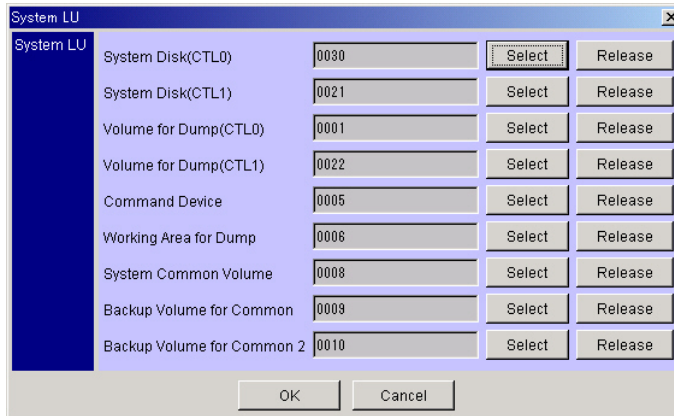 System LU
System LU
System Disk(CTL0) 0030 Select Release
System Disk(CTL1) 0021 Select Release
Volume for Dump(CTL0) 0001 Select Release
Volume for Dump(CTL1) 0022 Select Release
Command Device 0005 Select Release
Working Area for Dump 0006 Select Release
System Common Volume 0008 Select Release
Backup Volume for Common 0009 Select Release
Backup Volume for Common 2 0010 Select Release
OK Cancel